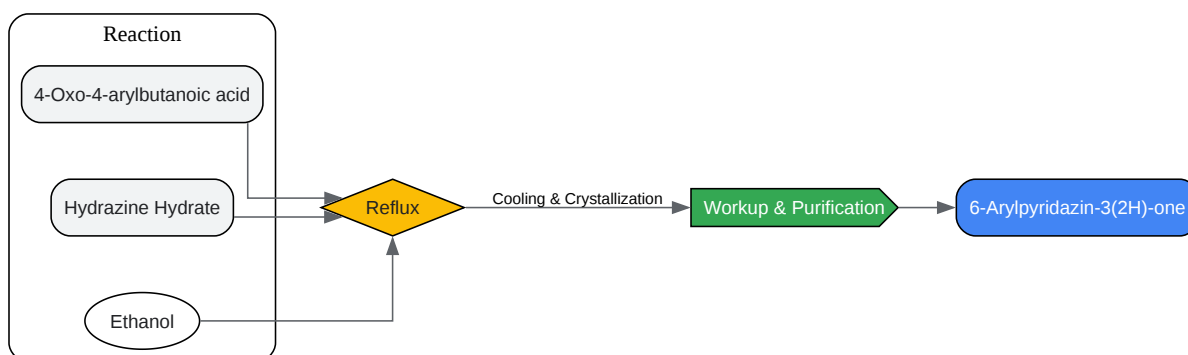 Reaction
4-Oxo-4-arylbutanoic acid
Hydrazine Hydrate
Ethanol
Reflux
Cooling & Crystallization
Workup & Purification
6-Arylpyridazin-3(2H)-one